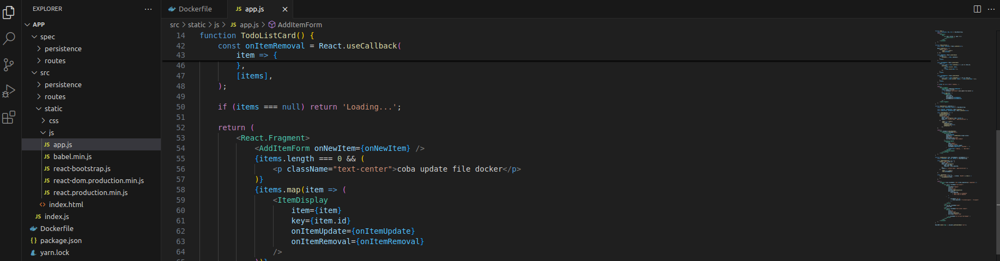 EXPLORER ...
APP
spec
persistence
routes
src
persistence
routes
static
css
js
JS app.js
JS babel.min.js
JS react-bootstrap.js
JS react-dom.production.min.js
JS react.production.min.js
<> index.html
JS index.js
Dockerfile
{} package.json
yarn.lock
Dockerfile
JS app.js ×
...
src > static > js > JS app.js > AddItemForm
14 function TodoListCard() {
42 const onItemRemoval = React.useCallback(
43 item => {
46 },
47 [items],
48 );
49
50 if (items === null) return 'Loading...';
51
52 return (
53 <React.Fragment>
54 <AddItemForm onNewItem={onNewItem} />
55 {items.length === 0 && (
56 <p className="text-center">coba update file docker</p>
57 )}
58 {items.map(item => (
59 <ItemDisplay
60 item={item}
61 key={item.id}
62 onItemUpdate={onItemUpdate}
63 onItemRemoval={onItemRemoval}
64 />